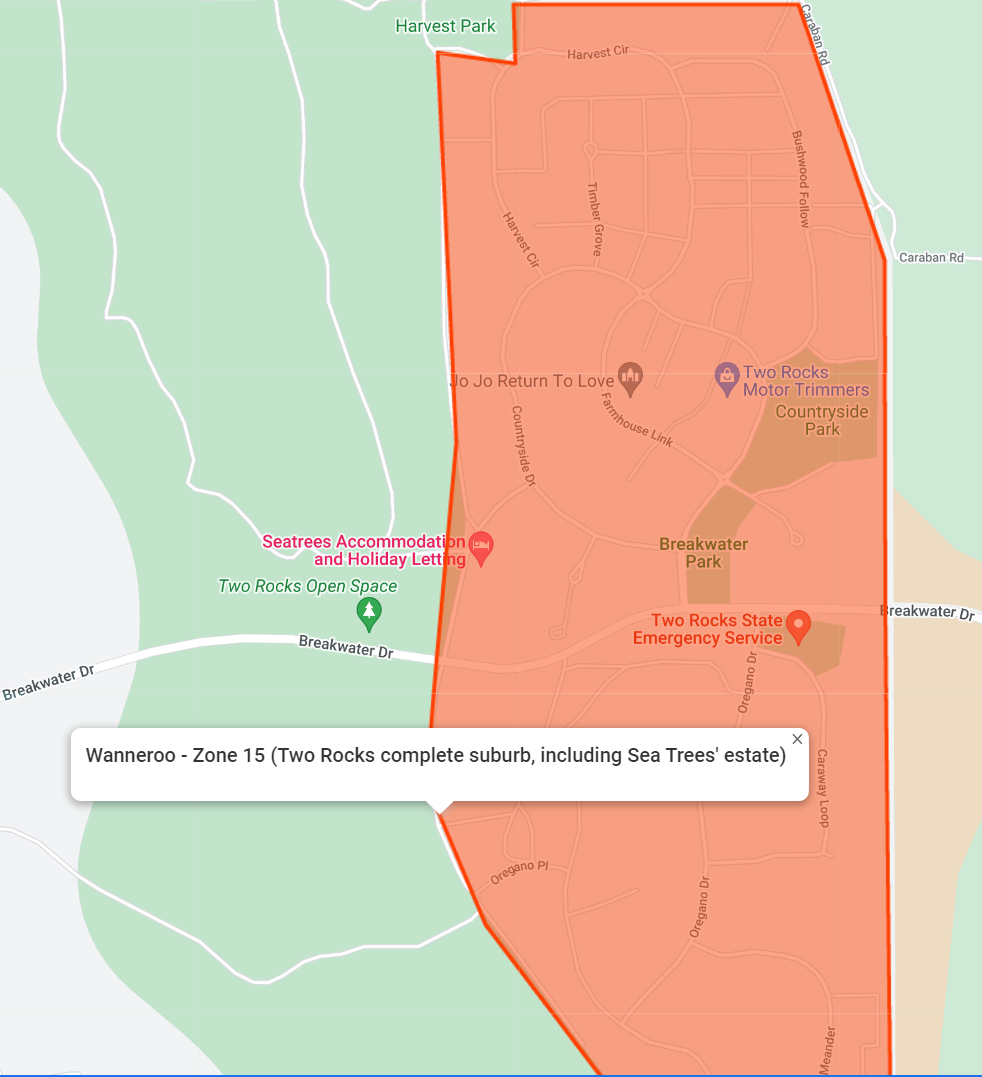 Harvest Park
Caraban Rd
Harvest Cir
Bushwood Follow
Timber Grove
Harvest Cir
Caraban Rd
Jo Jo Return To Love
Two Rocks
Motor Trimmers
Countryside
Park
Farmhouse Link
Countryside Dr
Seatrees Accommodation
and Holiday Letting
Breakwater
Park
Two Rocks Open Space
Breakwater Dr
Two Rocks State
Emergency Service
Breakwater Dr
Breakwater Dr
Oregano Dr
Wanneroo - Zone 15 (Two Rocks complete suburb, including Sea Trees' estate)
×
Caraway Loop
Oregano Pl
Oregano Dr
Meander